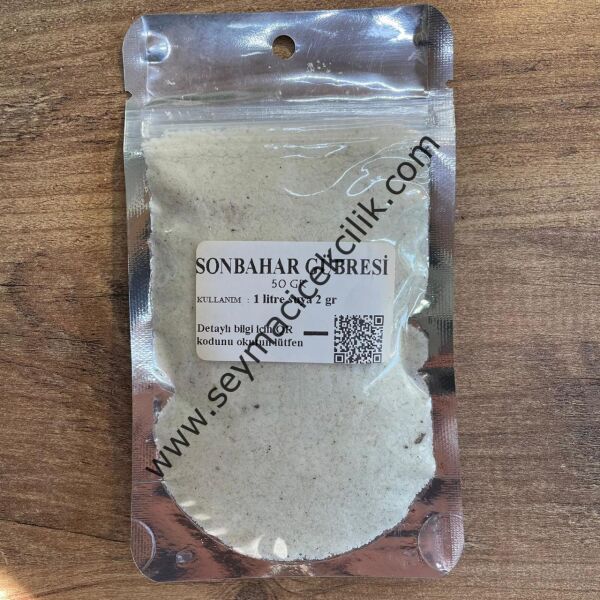 SONBAHAR GÜBRESİ
50 GR
KULLANIM : 1 litre suya 2 gr
Detaylı bilgi için QR
kodunu okutun lütfen
www.seymacicekcilik.com